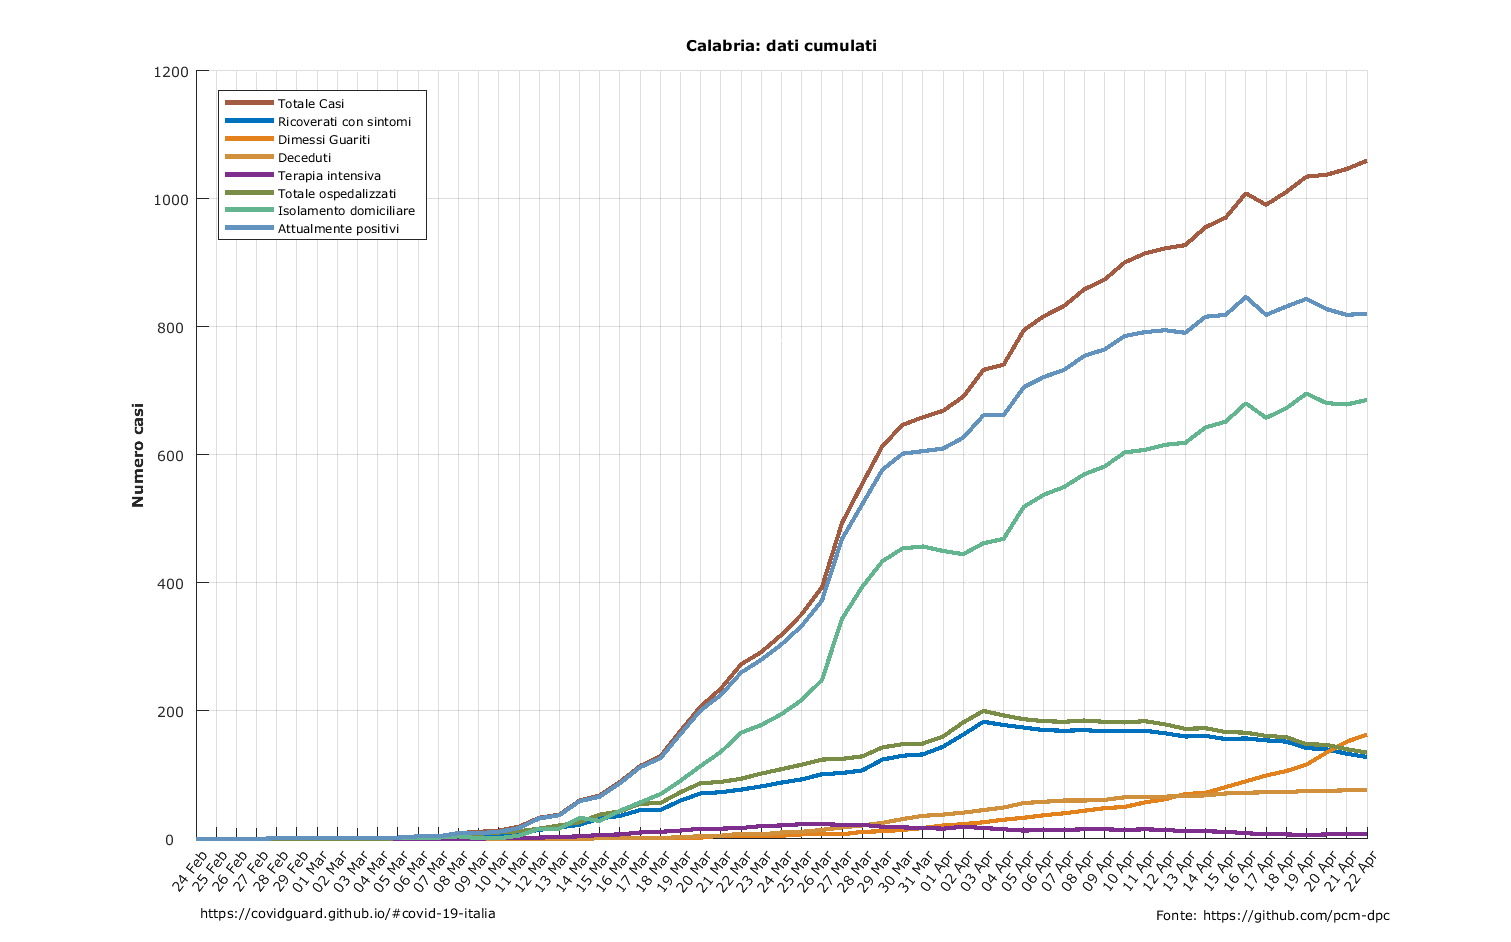 Calabria: dati cumulati
1200
1000
800
600
400
200
0
Numero casi
Totale Casi
Ricoverati con sintomi
Dimessi Guariti
Deceduti
Terapia intensiva
Totale ospedalizzati
Isolamento domiciliare
Attualmente positivi
24 Feb
25 Feb
26 Feb
27 Feb
28 Feb
29 Feb
01 Mar
02 Mar
03 Mar
04 Mar
05 Mar
06 Mar
07 Mar
08 Mar
09 Mar
10 Mar
11 Mar
12 Mar
13 Mar
14 Mar
15 Mar
16 Mar
17 Mar
18 Mar
19 Mar
20 Mar
21 Mar
22 Mar
23 Mar
24 Mar
25 Mar
26 Mar
27 Mar
28 Mar
29 Mar
30 Mar
31 Mar
01 Apr
02 Apr
03 Apr
04 Apr
05 Apr
06 Apr
07 Apr
08 Apr
09 Apr
10 Apr
11 Apr
12 Apr
13 Apr
14 Apr
15 Apr
16 Apr
17 Apr
18 Apr
19 Apr
20 Apr
21 Apr
22 Apr
https://covidguard.github.io/#covid-19-italia
Fonte: https://github.com/pcm-dpc